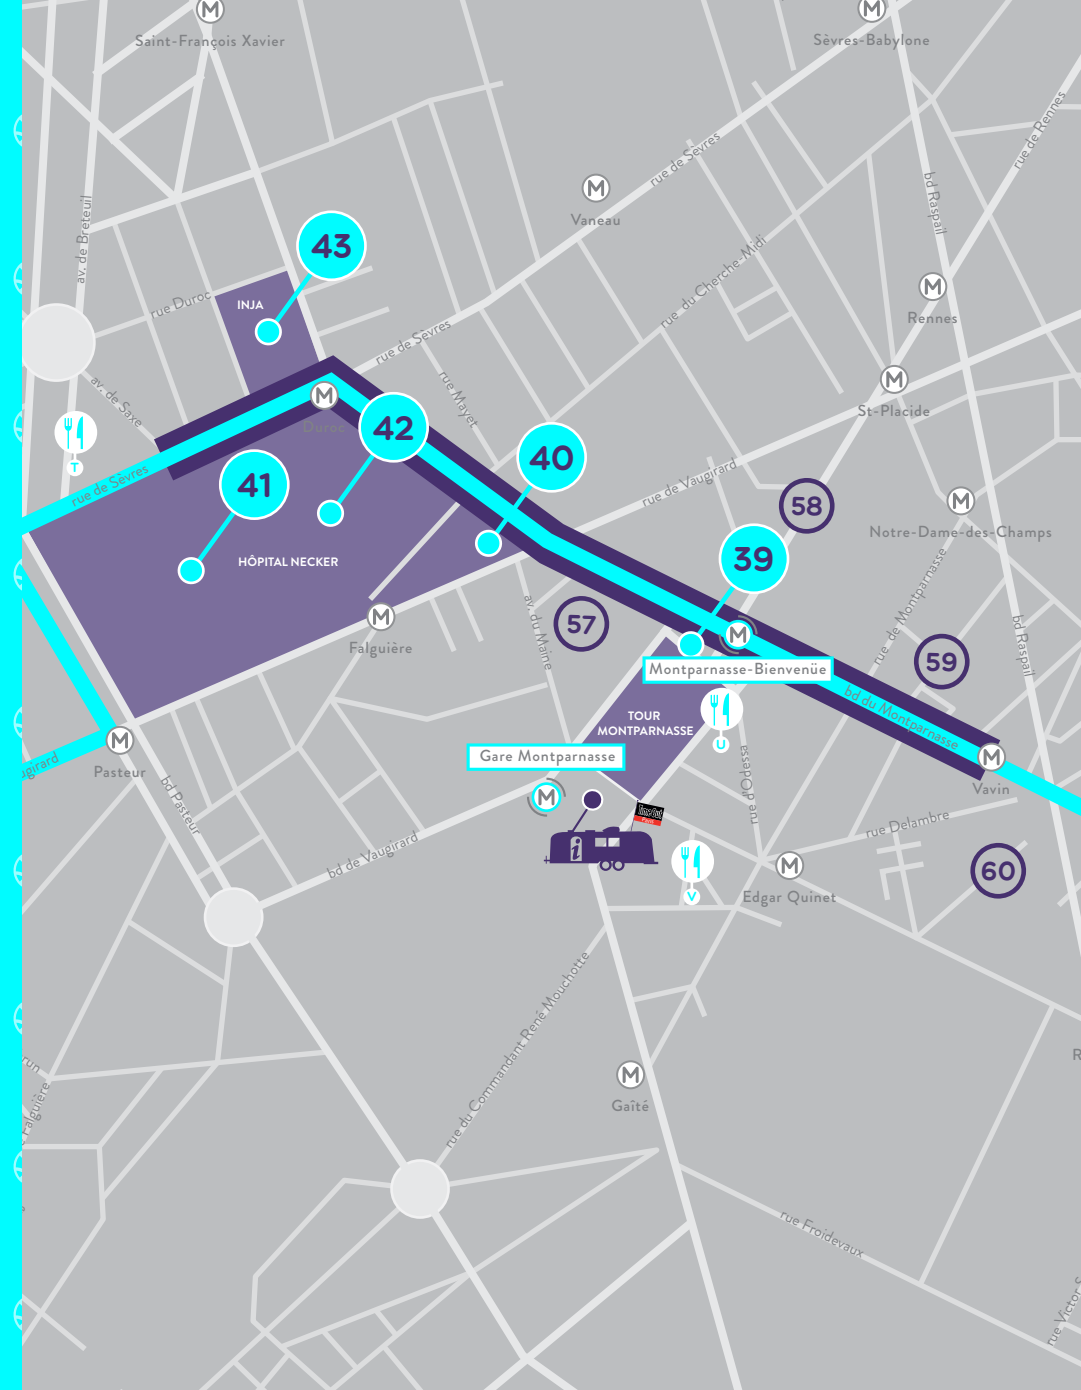 M
Saint-François Xavier
M
Sèvres-Babylone
rue de Rennes
rue de Sèvres
bd Raspail
M
Vaneau
av. de Breteuil
43
rue du Cherche-Midi
M
Rennes
INJA
rue Duroc
rue de Sèvres
av. de Saxe
rue Mayet
M
St-Placide
M
Duroc
42
T
40
41
rue de Sèvres
rue de Vaugirard
58
M
Notre-Dame-des-Champs
HÔPITAL NECKER
39
M
Falguière
av. du Maine
57
M
rue de Montparnasse
bd Raspail
59
Montparnasse-Bienvenüe
TOUR
MONTPARNASSE
U
bd du Montparnasse
M
Pasteur
Gare Montparnasse
M
M
Vavin
rue d'Odessa
bd Pasteur
TimeOut
Paris
i
rue Delambre
bd de Vaugirard
V
M
Edgar Quinet
60
rue du Commandant René Mouchotte
M
Gaîté
Falguière
rue Froidevaux
rue Victor S